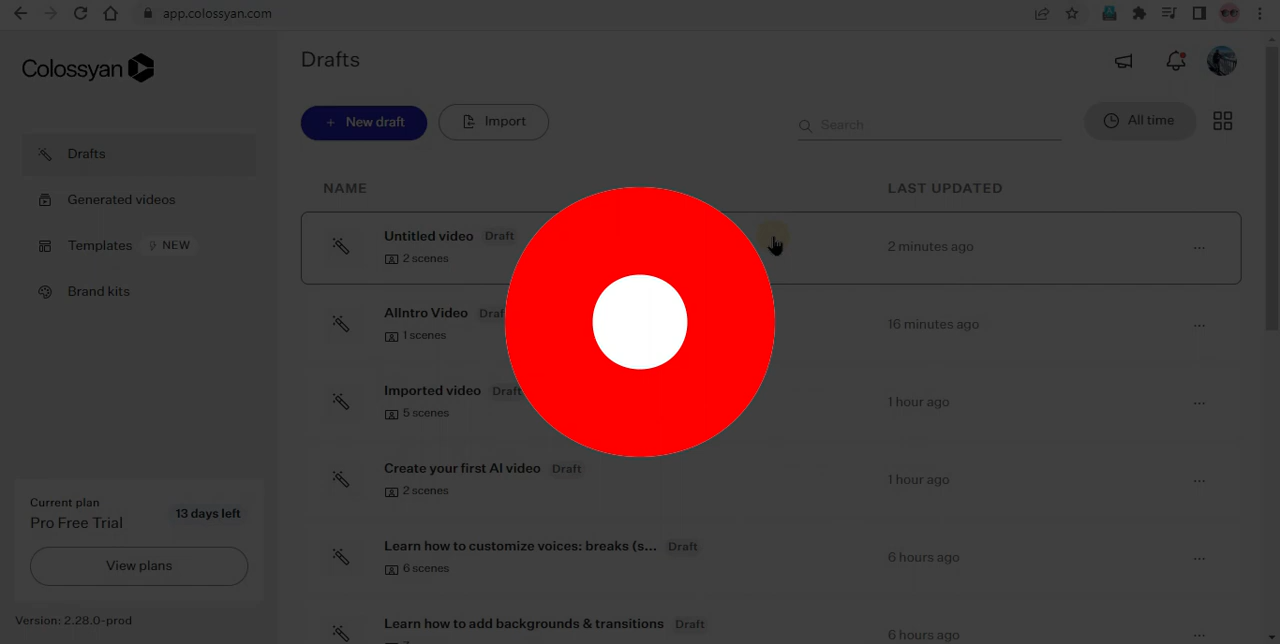 app.colossyan.com
Colossyan
Drafts
+ New draft
Import
Search
All time
Drafts
Generated videos
Templates
NEW
Brand kits
NAME
LAST UPDATED
Untitled video Draft
2 scenes
2 minutes ago
...
AIIntro Video
1 scenes
16 minutes ago
...
Imported video
5 scenes
1 hour ago
...
Create your first AI video Draft
2 scenes
1 hour ago
...
Learn how to customize voices: breaks (s... Draft
6 scenes
6 hours ago
...
Learn how to add backgrounds & transitions Draft
6 hours ago
...
Current plan
Pro Free Trial
13 days left
View plans
Version: 2.28.0-prod